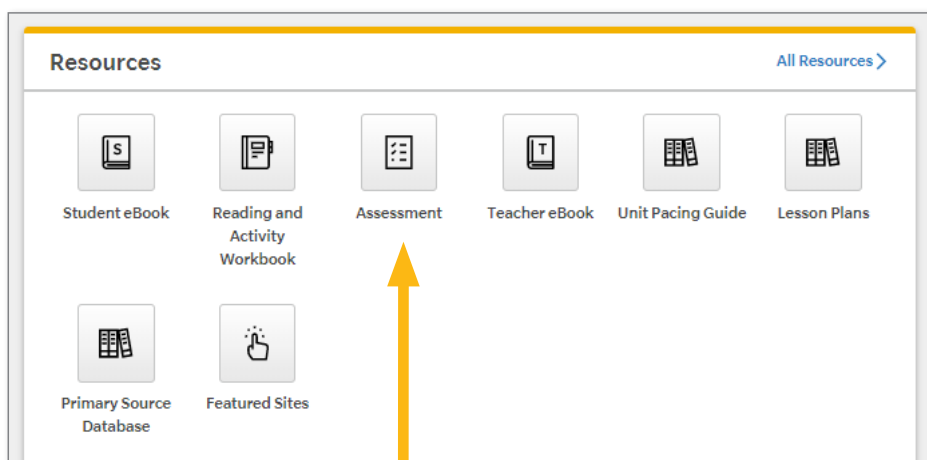 Resources
All Resources
S
T
Student eBook
Reading and
Activity
Workbook
Assessment
Teacher eBook
Unit Pacing Guide
Lesson Plans
Primary Source
Database
Featured Sites